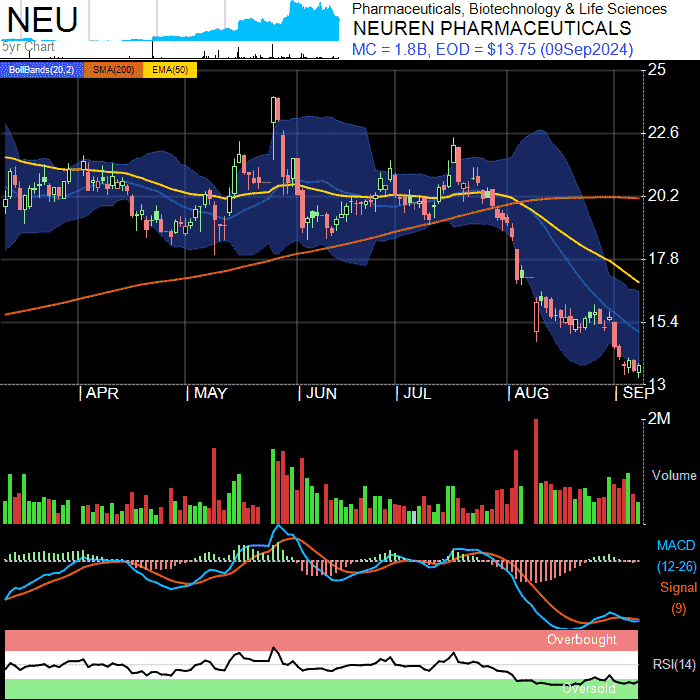 NEU
5yr Chart
Pharmaceuticals, Biotechnology & Life Sciences
NEUREN PHARMACEUTICALS
MC = 1.8B, EOD = $13.75 (09Sep2024)
BollBands(20,2) SMA(200) EMA(50)
25
22.6
20.2
17.8
15.4
13
APR MAY JUN JUL AUG SEP
2M
Volume
MACD
(12-26)
Signal
(9)
Overbought
RSI(14)
Oversold